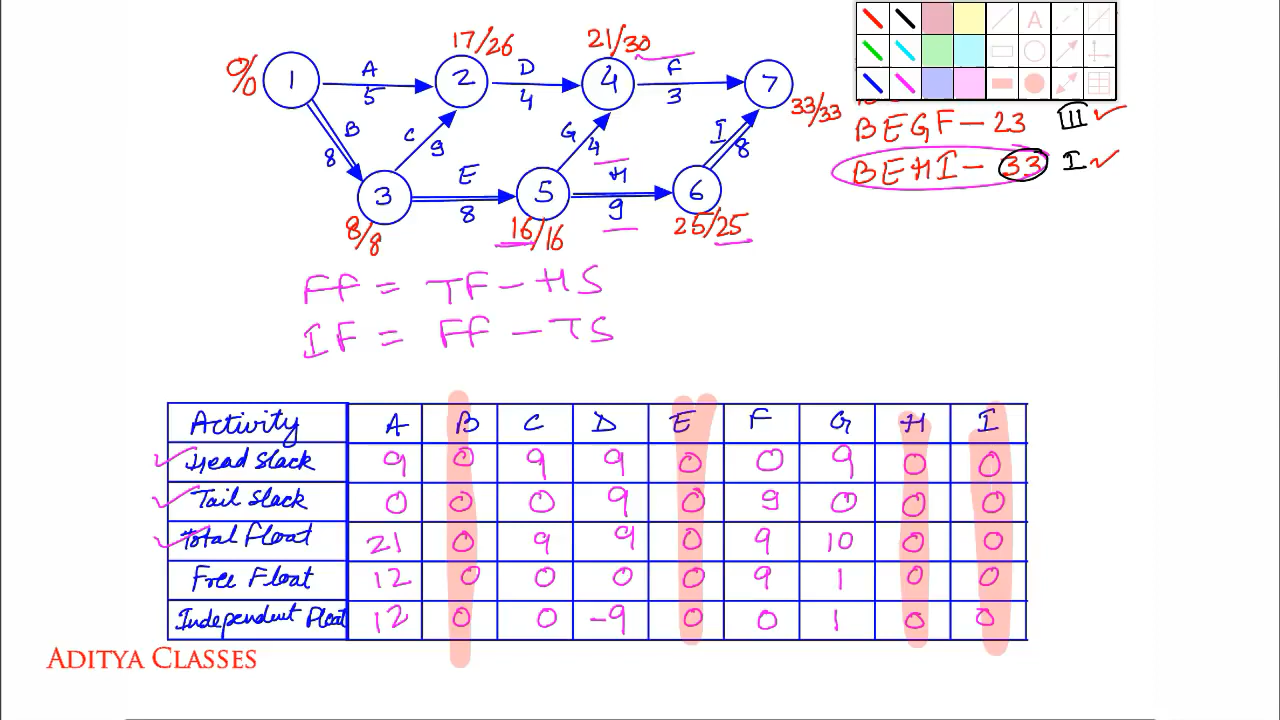 17/26
21/30
0/0 1 A 5 2 D 4 4 F 3 7
33/33
B 8 C 9 G 4 I 8
BEGF - 23 III
BEHI - 33 I
3 E 8 5 H 9 6
8/8 16/16 25/25
FF = TF - HS
IF = FF - TS
Activity A B C D E F G H I
Head Slack 9 0 9 9 0 0 9 0 0
Tail Slack 0 0 0 9 0 9 0 0 0
Total Float 21 0 9 9 0 9 10 0 0
Free Float 12 0 0 0 0 9 1 0 0
Independent Float 12 0 0 -9 0 0 1 0 0
ADITYA CLASSES